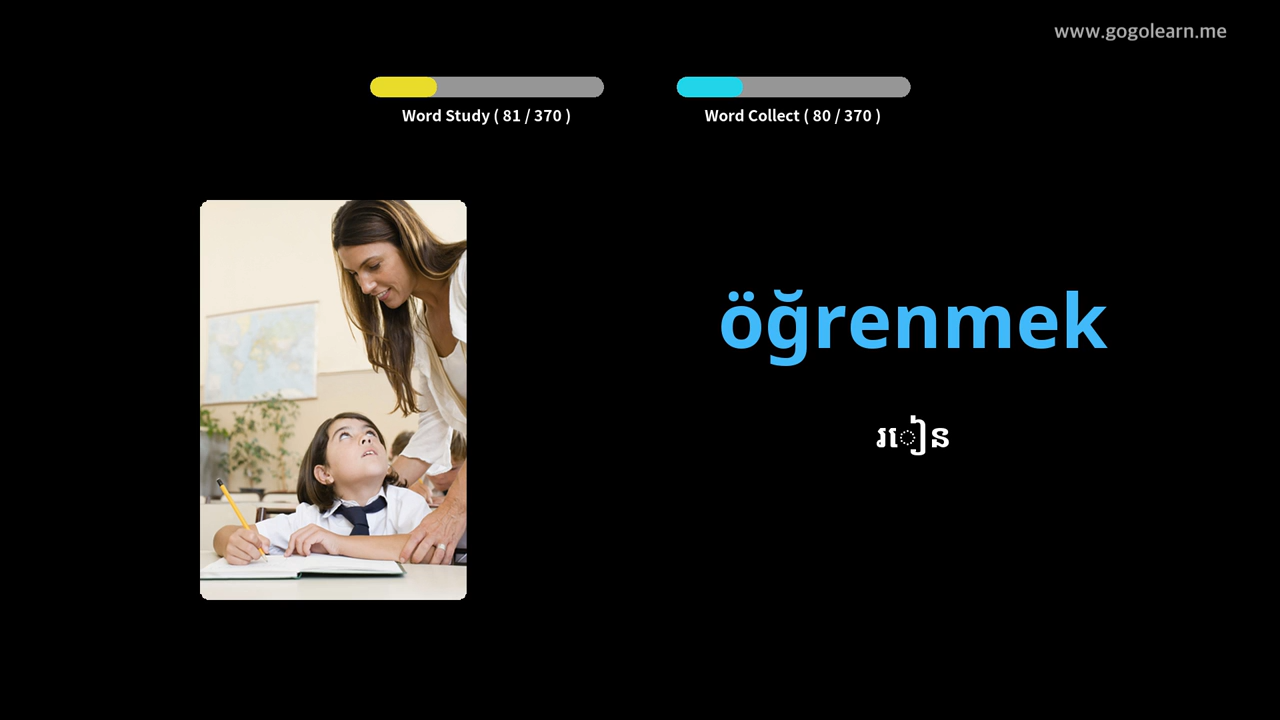 www.gogolearn.me
Word Study ( 81 / 370 )
Word Collect ( 80 / 370 )
öğrenmek
រៀន